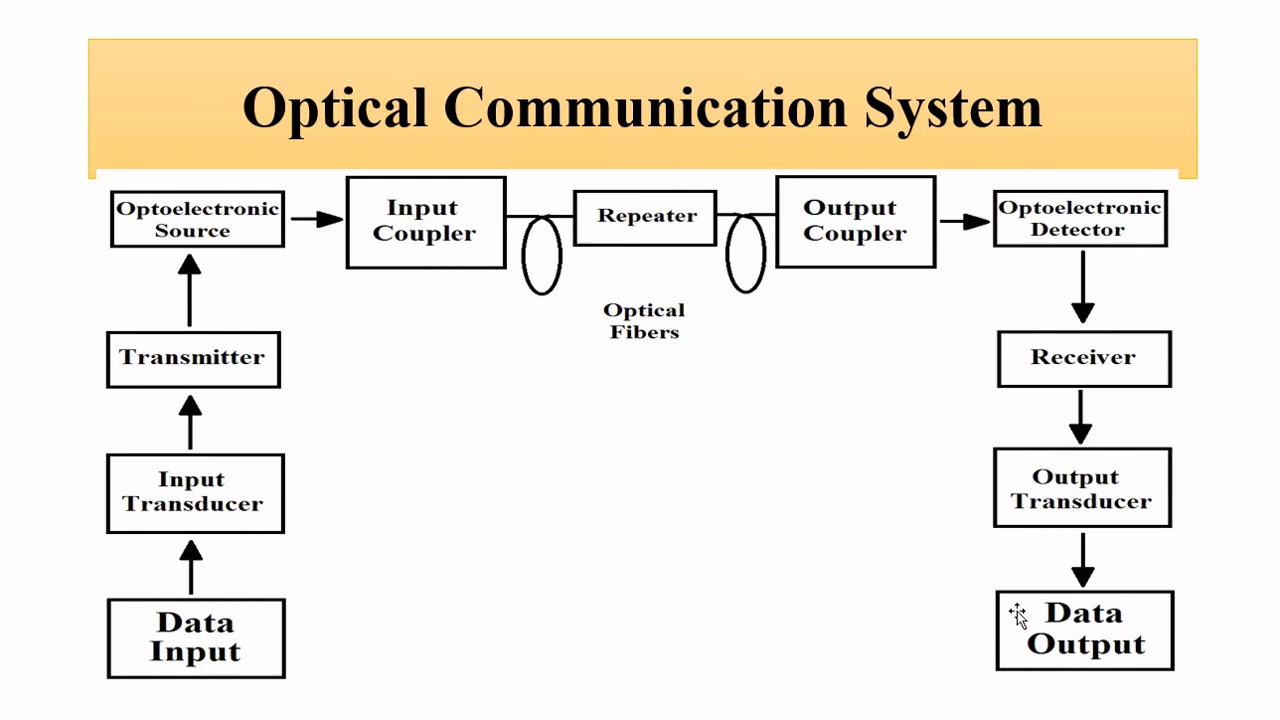 Optical Communication System
Optoelectronic
Source
Input
Coupler
Repeater
Output
Coupler
Optoelectronic
Detector
Optical
Fibers
Transmitter
Receiver
Input
Transducer
Output
Transducer
Data
Input
Data
Output